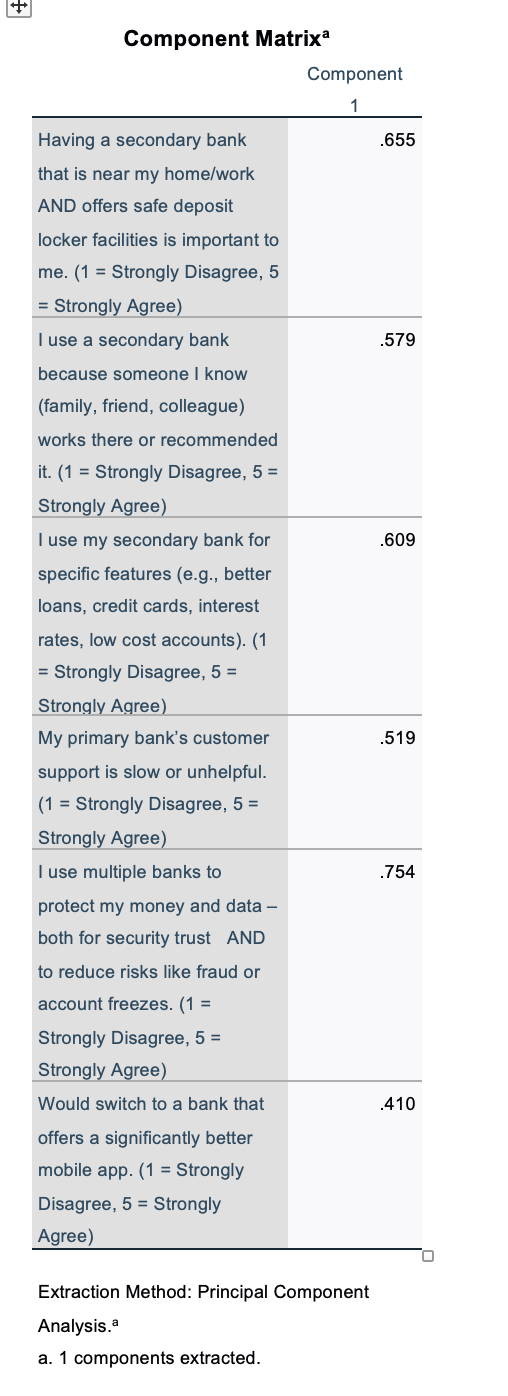 Component Matrixᵃ
Component
1
Having a secondary bank .655
that is near my home/work
AND offers safe deposit
locker facilities is important to
me. (1 = Strongly Disagree, 5
= Strongly Agree)
I use a secondary bank .579
because someone I know
(family, friend, colleague)
works there or recommended
it. (1 = Strongly Disagree, 5 =
Strongly Agree)
I use my secondary bank for .609
specific features (e.g., better
loans, credit cards, interest
rates, low cost accounts). (1
= Strongly Disagree, 5 =
Strongly Agree)
My primary bank’s customer .519
support is slow or unhelpful.
(1 = Strongly Disagree, 5 =
Strongly Agree)
I use multiple banks to .754
protect my money and data –
both for security trust AND
to reduce risks like fraud or
account freezes. (1 =
Strongly Disagree, 5 =
Strongly Agree)
Would switch to a bank that .410
offers a significantly better
mobile app. (1 = Strongly
Disagree, 5 = Strongly
Agree)
Extraction Method: Principal Component
Analysis.ᵃ
a. 1 components extracted.